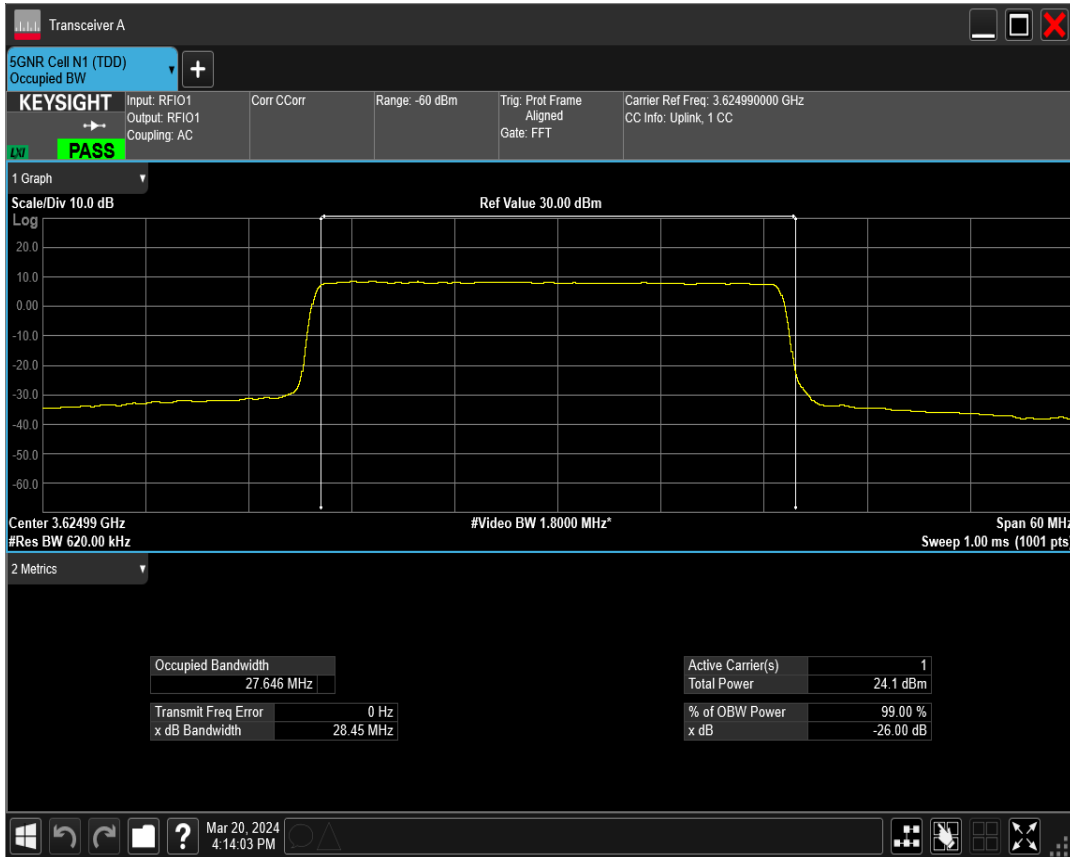 Transceiver A
5GNR Cell N1 (TDD)
Occupied BW
+
KEYSIGHT
LXI
PASS
Input: RFIO1
Output: RFIO1
Coupling: AC
Corr CCorr
Range: -60 dBm
Trig: Prot Frame
Aligned
Gate: FFT
Carrier Ref Freq: 3.624990000 GHz
CC Info: Uplink, 1 CC
1 Graph
Scale/Div 10.0 dB
Ref Value 30.00 dBm
Log
20.0
10.0
0.00
-10.0
-20.0
-30.0
-40.0
-50.0
-60.0
Center 3.62499 GHz
#Video BW 1.8000 MHz*
Span 60 MHz
#Res BW 620.00 kHz
Sweep 1.00 ms (1001 pts)
2 Metrics
Occupied Bandwidth
27.646 MHz
Transmit Freq Error 0 Hz
x dB Bandwidth 28.45 MHz
Active Carrier(s) 1
Total Power 24.1 dBm
% of OBW Power 99.00 %
x dB -26.00 dB
?
Mar 20, 2024
4:14:03 PM